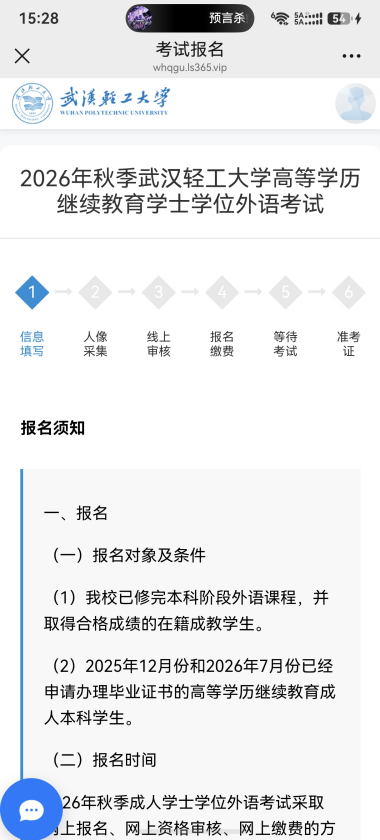 15:28
预言杀
5A
5A
54
考试报名
whqgu.ls365.vip
武汉轻工大学
WUHAN POLYTECHNIC UNIVERSITY
2026年秋季武汉轻工大学高等学历
继续教育学士学位外语考试
1 2 3 4 5 6
信息 人像 线上 报名 等待 准考
填写 采集 审核 缴费 考试 证
报名须知
一、报名
（一）报名对象及条件
（1）我校已修完本科阶段外语课程，并
取得合格成绩的在籍成教学生。
（2）2025年12月份和2026年7月份已经
申请办理毕业证书的高等学历继续教育成
人本科学生。
（二）报名时间
26年秋季成人学士学位外语考试采取
网上报名、网上资格审核、网上缴费的方